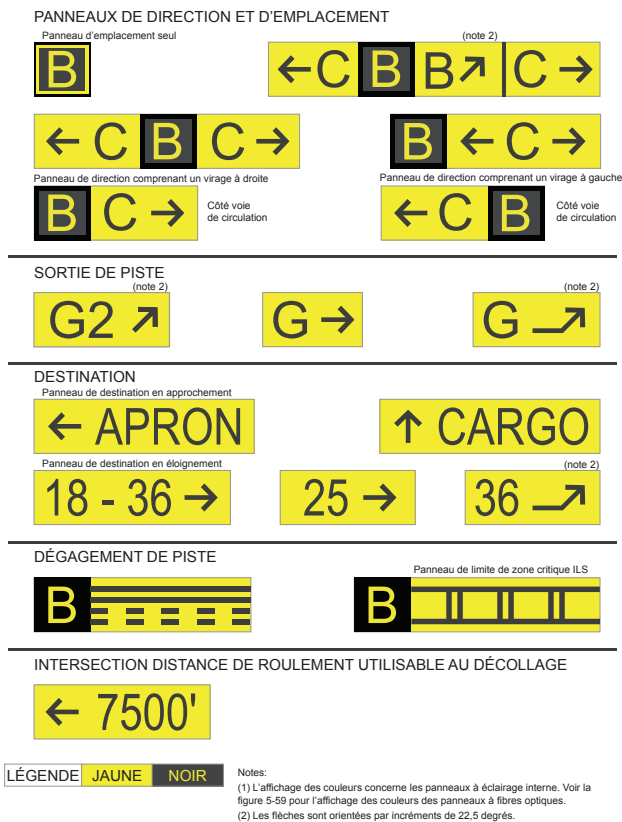 PANNEAUX DE DIRECTION ET D'EMPLACEMENT
Panneau d'emplacement seul
(note 2)
B
←C B B↗ C→
← C B C →
B ← C →
Panneau de direction comprenant un virage à droite
Panneau de direction comprenant un virage à gauche
B C →
Côté voie
de circulation
← C B
Côté voie
de circulation
SORTIE DE PISTE
(note 2)
(note 2)
G2 ↗
G →
G
DESTINATION
Panneau de destination en approchement
← APRON
↑ CARGO
Panneau de destination en éloignement
(note 2)
18 - 36 →
25 →
36
DÉGAGEMENT DE PISTE
Panneau de limite de zone critique ILS
B
B
INTERSECTION DISTANCE DE ROULEMENT UTILISABLE AU DÉCOLLAGE
← 7500'
LÉGENDE JAUNE NOIR
Notes:
(1) L'affichage des couleurs concerne les panneaux à éclairage interne. Voir la
figure 5-59 pour l'affichage des couleurs des panneaux à fibres optiques.
(2) Les flèches sont orientées par incréments de 22,5 degrés.